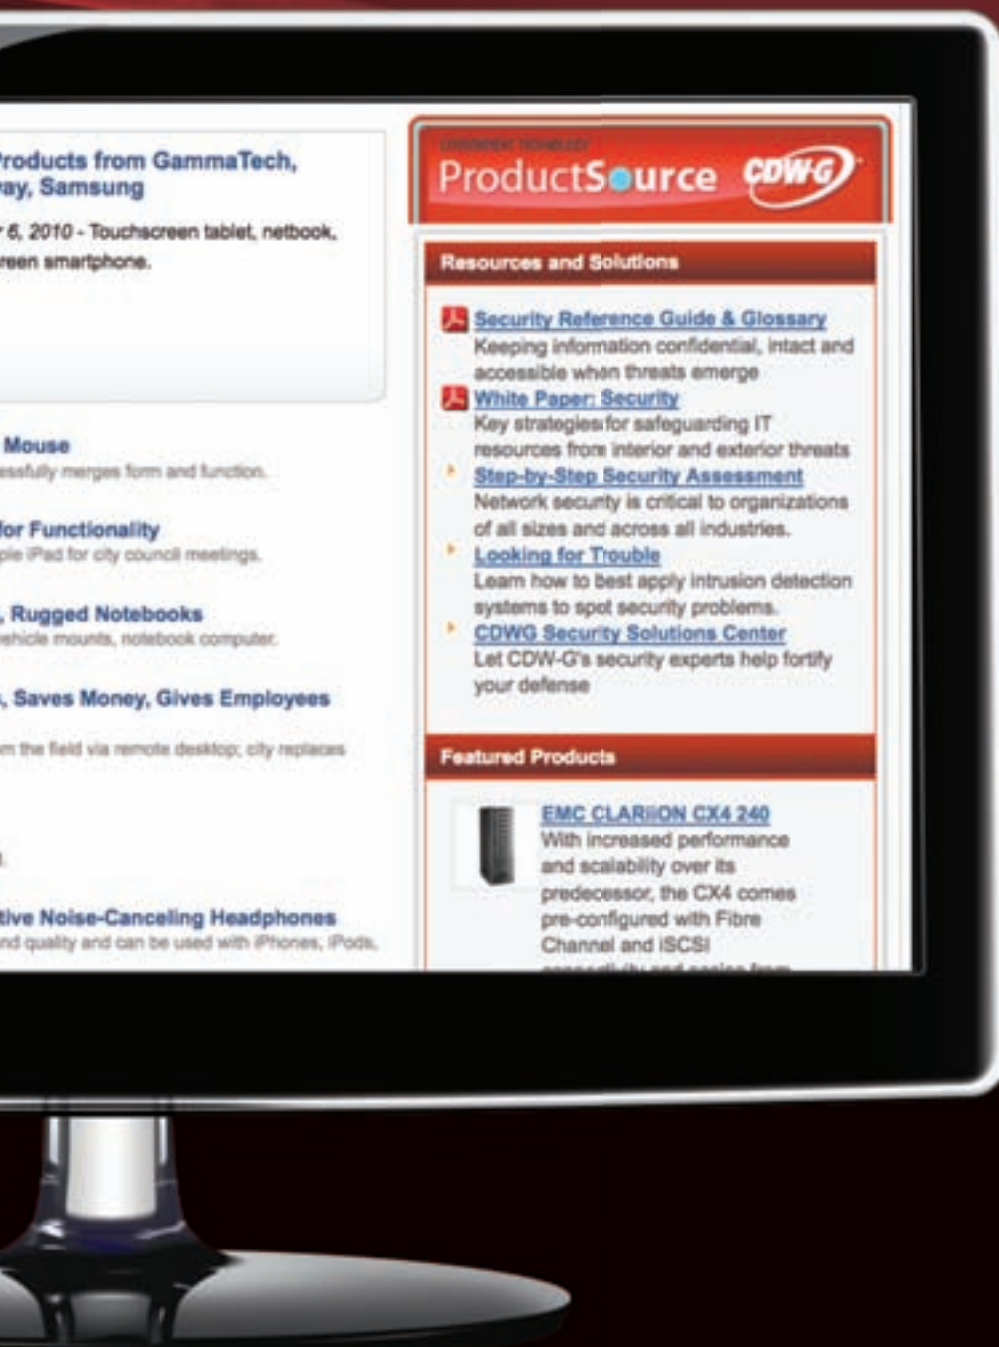 Products from GammaTech,
way, Samsung
r 6, 2010 - Touchscreen tablet, netbook,
reen smartphone.
Mouse
essfully merges form and function.
for Functionality
ple iPad for city council meetings.
, Rugged Notebooks
vehicle mounts, notebook computer.
s, Saves Money, Gives Employees
om the field via remote desktop; city replaces
tive Noise-Canceling Headphones
nd quality and can be used with iPhones, iPods,
GOVERNMENT TECHNOLOGY
ProductSource CDW·G
Resources and Solutions
Security Reference Guide & Glossary
Keeping information confidential, intact and
accessible when threats emerge
White Paper: Security
Key strategies for safeguarding IT
resources from interior and exterior threats
Step-by-Step Security Assessment
Network security is critical to organizations
of all sizes and across all industries.
Looking for Trouble
Learn how to best apply intrusion detection
systems to spot security problems.
CDWG Security Solutions Center
Let CDW-G's security experts help fortify
your defense
Featured Products
EMC CLARiiON CX4 240
With increased performance
and scalability over its
predecessor, the CX4 comes
pre-configured with Fibre
Channel and iSCSI